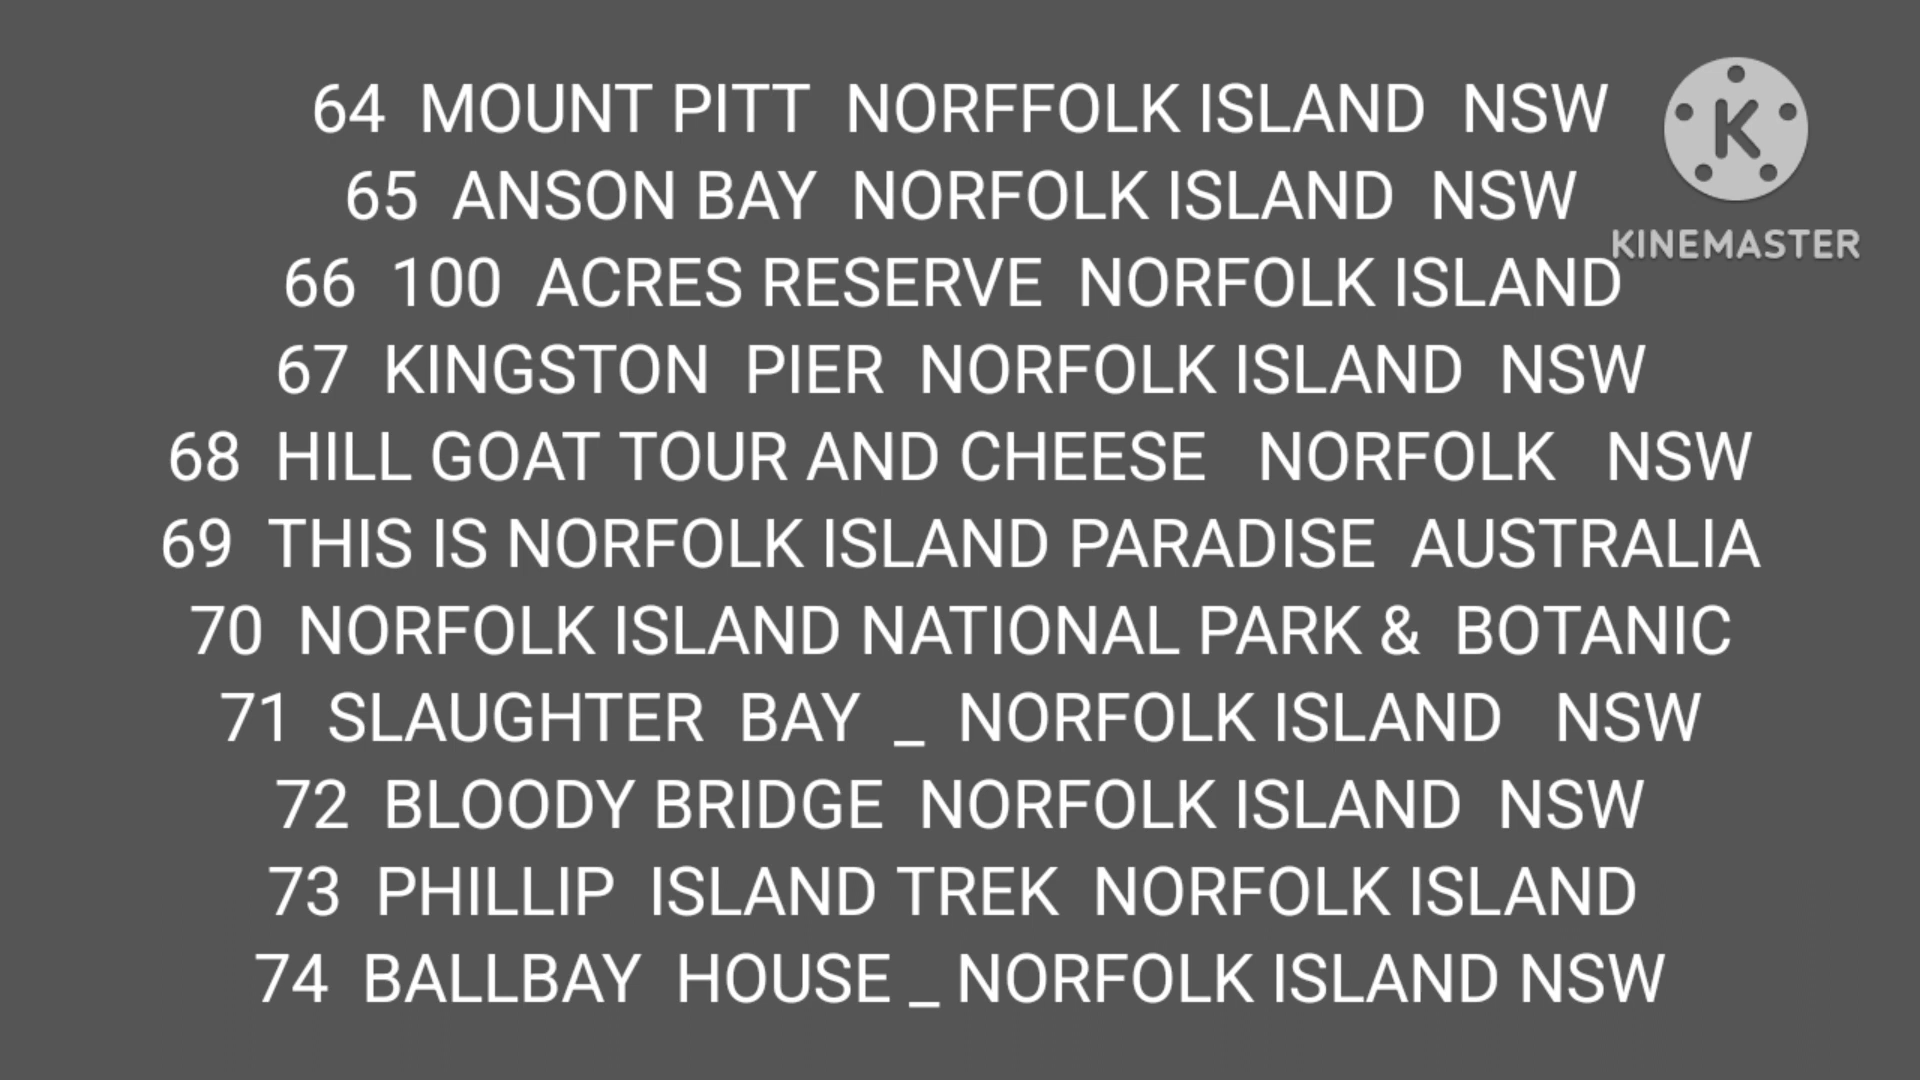 64 MOUNT PITT NORFFOLK ISLAND NSW
65 ANSON BAY NORFOLK ISLAND NSW
66 100 ACRES RESERVE NORFOLK ISLAND
67 KINGSTON PIER NORFOLK ISLAND NSW
68 HILL GOAT TOUR AND CHEESE NORFOLK NSW
69 THIS IS NORFOLK ISLAND PARADISE AUSTRALIA
70 NORFOLK ISLAND NATIONAL PARK & BOTANIC
71 SLAUGHTER BAY _ NORFOLK ISLAND NSW
72 BLOODY BRIDGE NORFOLK ISLAND NSW
73 PHILLIP ISLAND TREK NORFOLK ISLAND
74 BALLBAY HOUSE _ NORFOLK ISLAND NSW
K
KINEMASTER